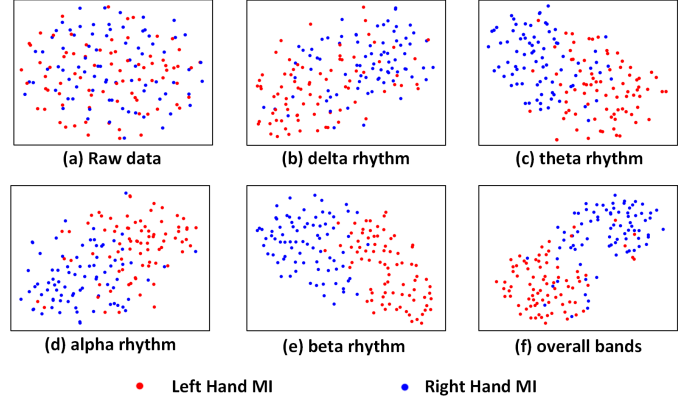 (a) Raw data
(b) delta rhythm
(c) theta rhythm
(d) alpha rhythm
(e) beta rhythm
(f) overall bands
Left Hand MI
Right Hand MI